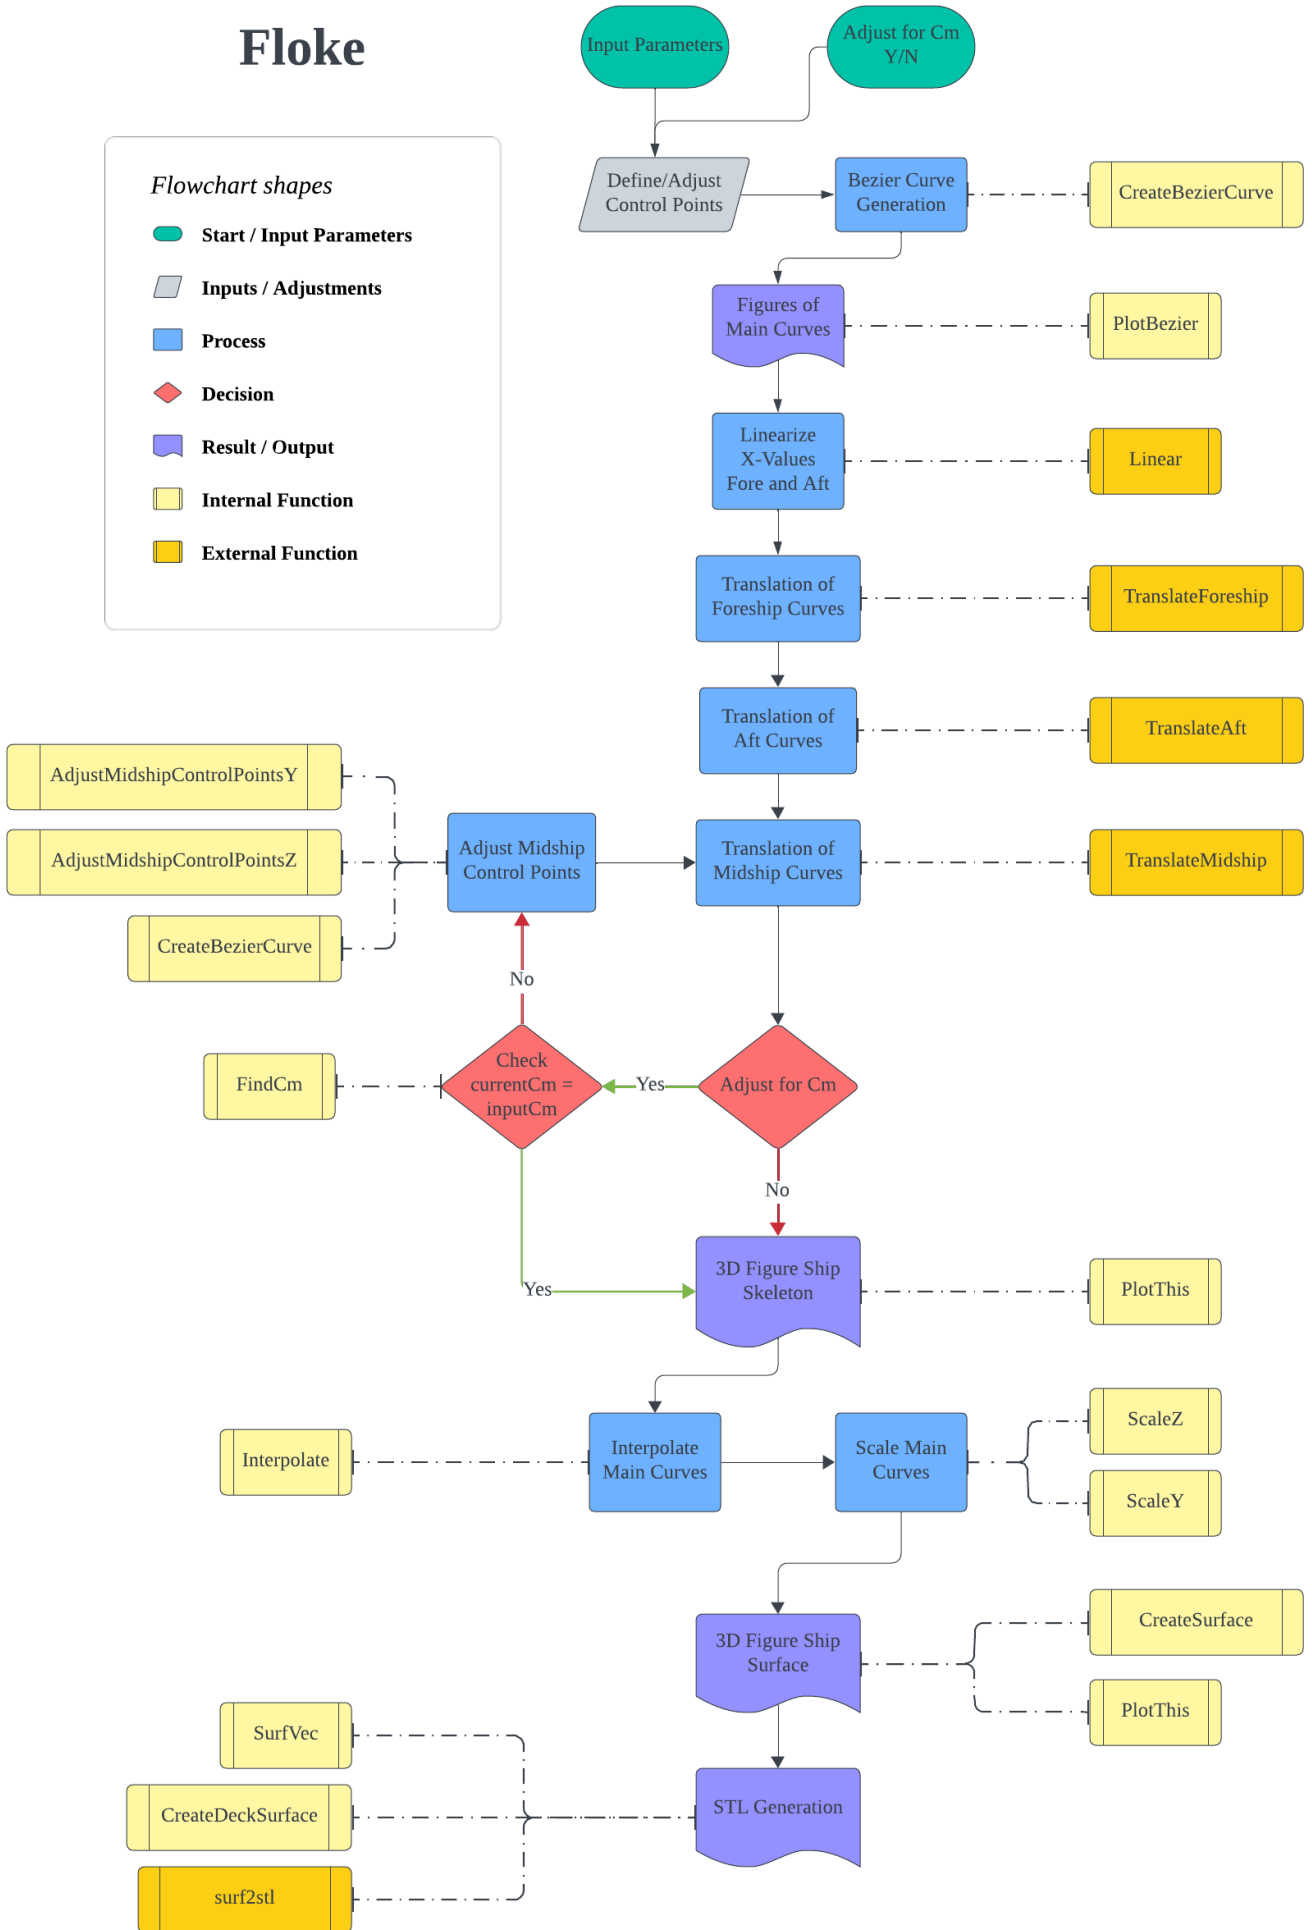 Floke
Input Parameters
Adjust for Cm
Y/N
Flowchart shapes
Start / Input Parameters
Inputs / Adjustments
Process
Decision
Result / Output
Internal Function
External Function
Define/Adjust
Control Points
Bezier Curve
Generation
CreateBezierCurve
Figures of
Main Curves
PlotBezier
Linearize
X-Values
Fore and Aft
Linear
Translation of
Foreship Curves
TranslateForeship
Translation of
Aft Curves
TranslateAft
AdjustMidshipControlPointsY
AdjustMidshipControlPointsZ
CreateBezierCurve
Adjust Midship
Control Points
Translation of
Midship Curves
TranslateMidship
No
FindCm
Check
currentCm =
inputCm
Yes
Adjust for Cm
No
Yes
3D Figure Ship
Skeleton
PlotThis
Interpolate
Interpolate
Main Curves
Scale Main
Curves
ScaleZ
ScaleY
3D Figure Ship
Surface
CreateSurface
PlotThis
SurfVec
CreateDeckSurface
surf2stl
STL Generation